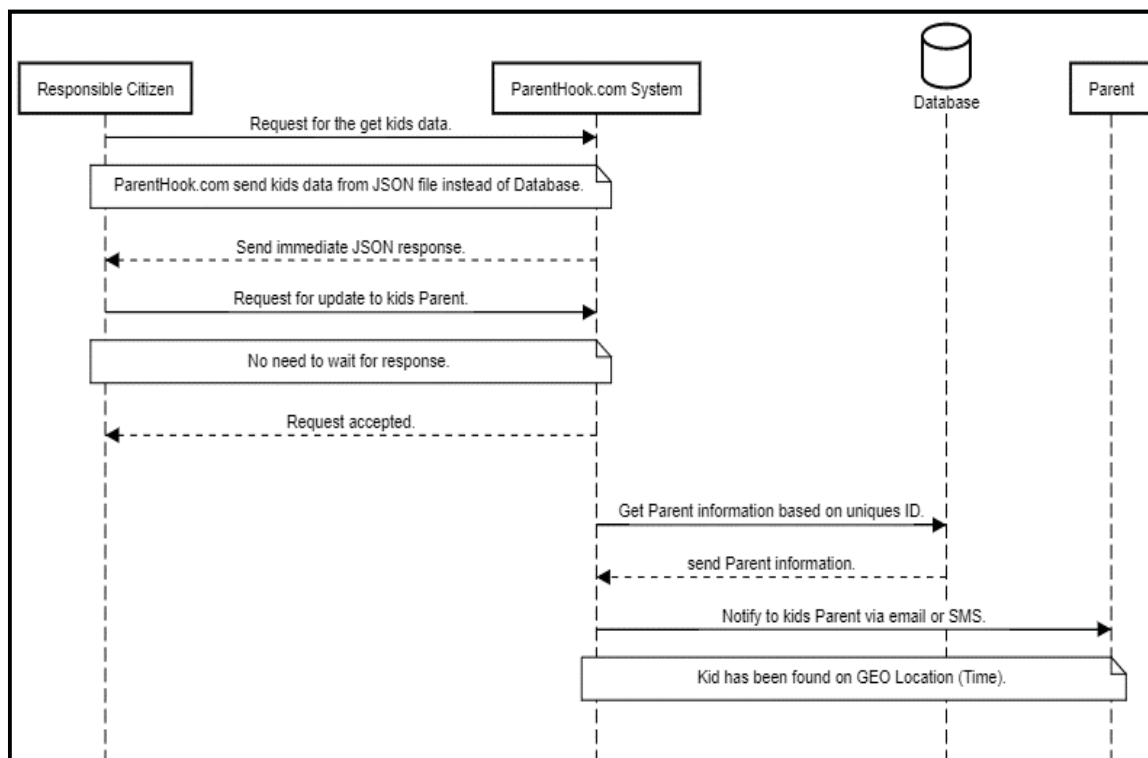 Responsible Citizen
ParentHook.com System
Database
Parent
Request for the get kids data.
ParentHook.com send kids data from JSON file instead of Database.
Send immediate JSON response.
Request for update to kids Parent.
No need to wait for response.
Request accepted.
Get Parent information based on uniques ID.
send Parent information.
Notify to kids Parent via email or SMS.
Kid has been found on GEO Location (Time).